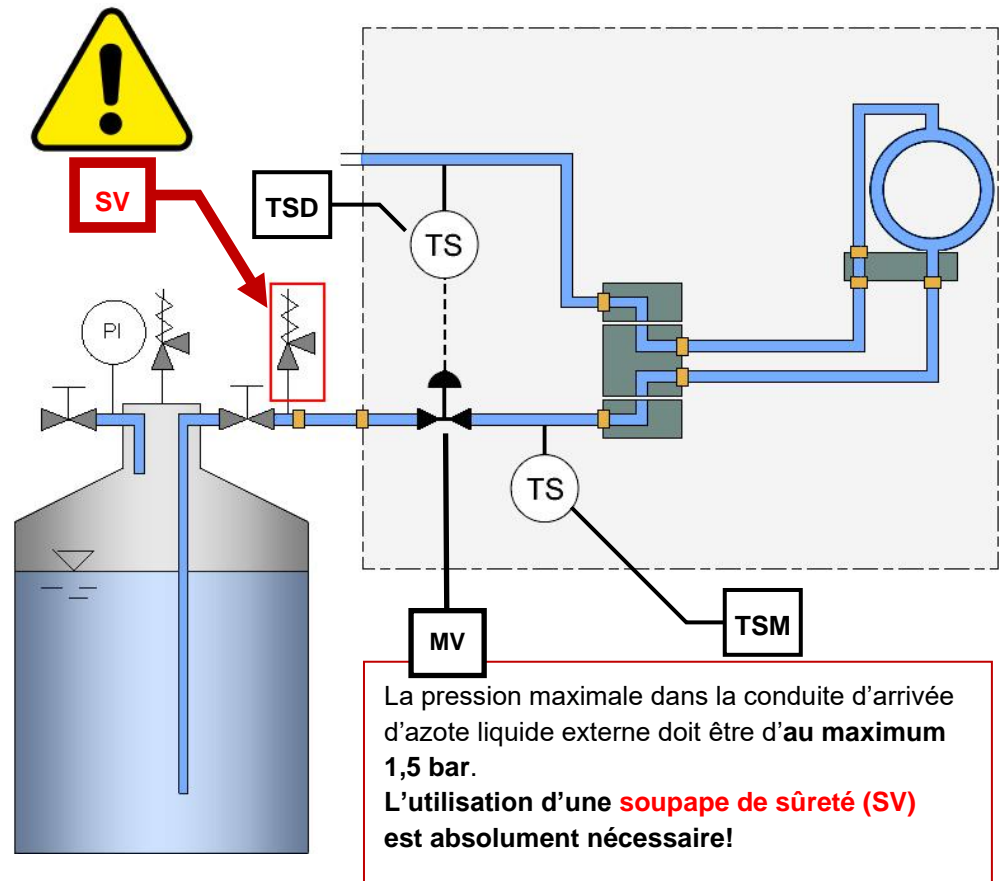 SV
TSD
TS
PI
TS
TSM
MV
La pression maximale dans la conduite d’arrivée
d’azote liquide externe doit être d’au maximum
1,5 bar.
L’utilisation d’une soupape de sûreté (SV)
est absolument nécessaire!